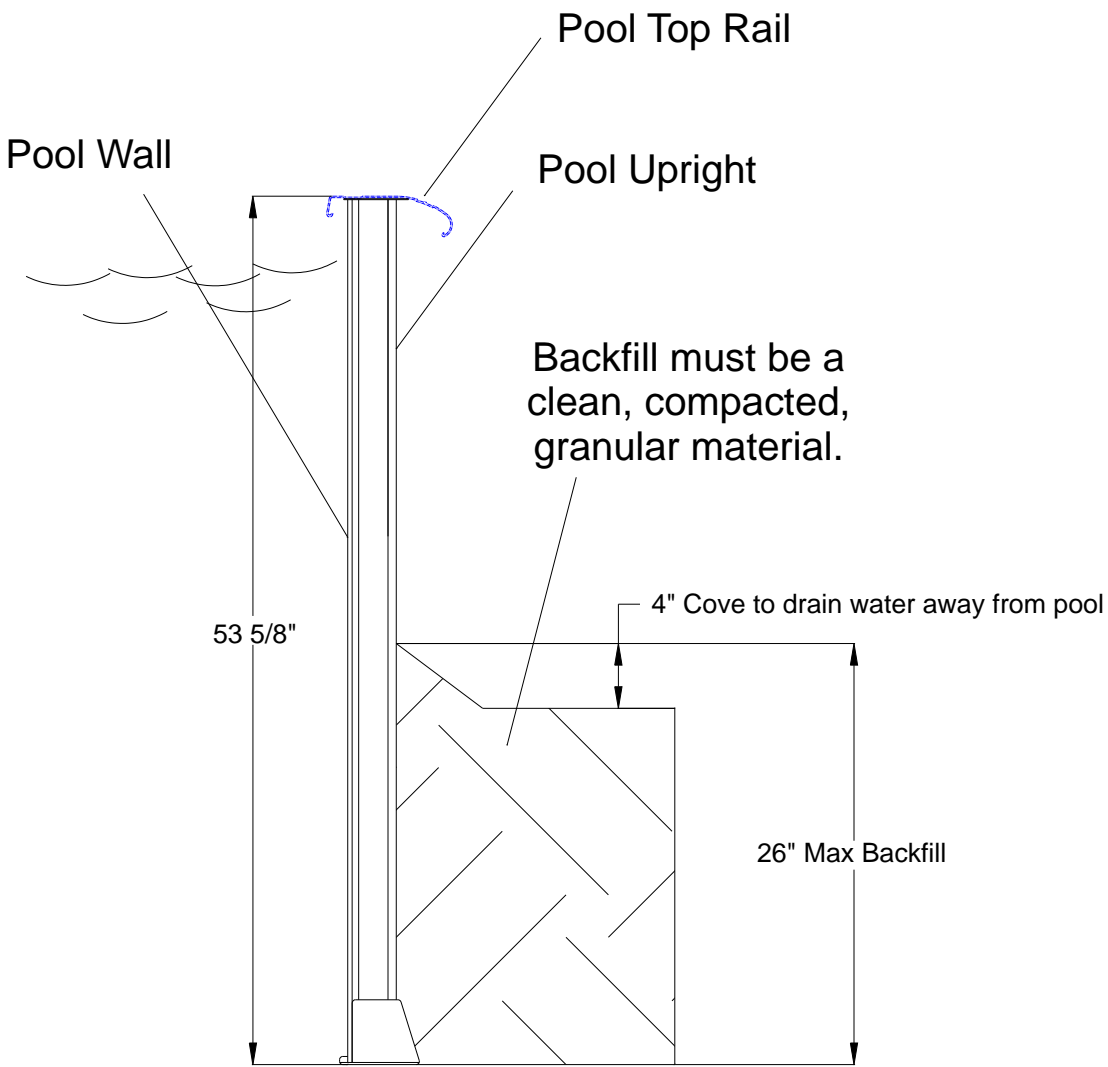 Pool Top Rail
Pool Wall
Pool Upright
Backfill must be a
clean, compacted,
granular material.
4" Cove to drain water away from pool
53 5/8"
26" Max Backfill